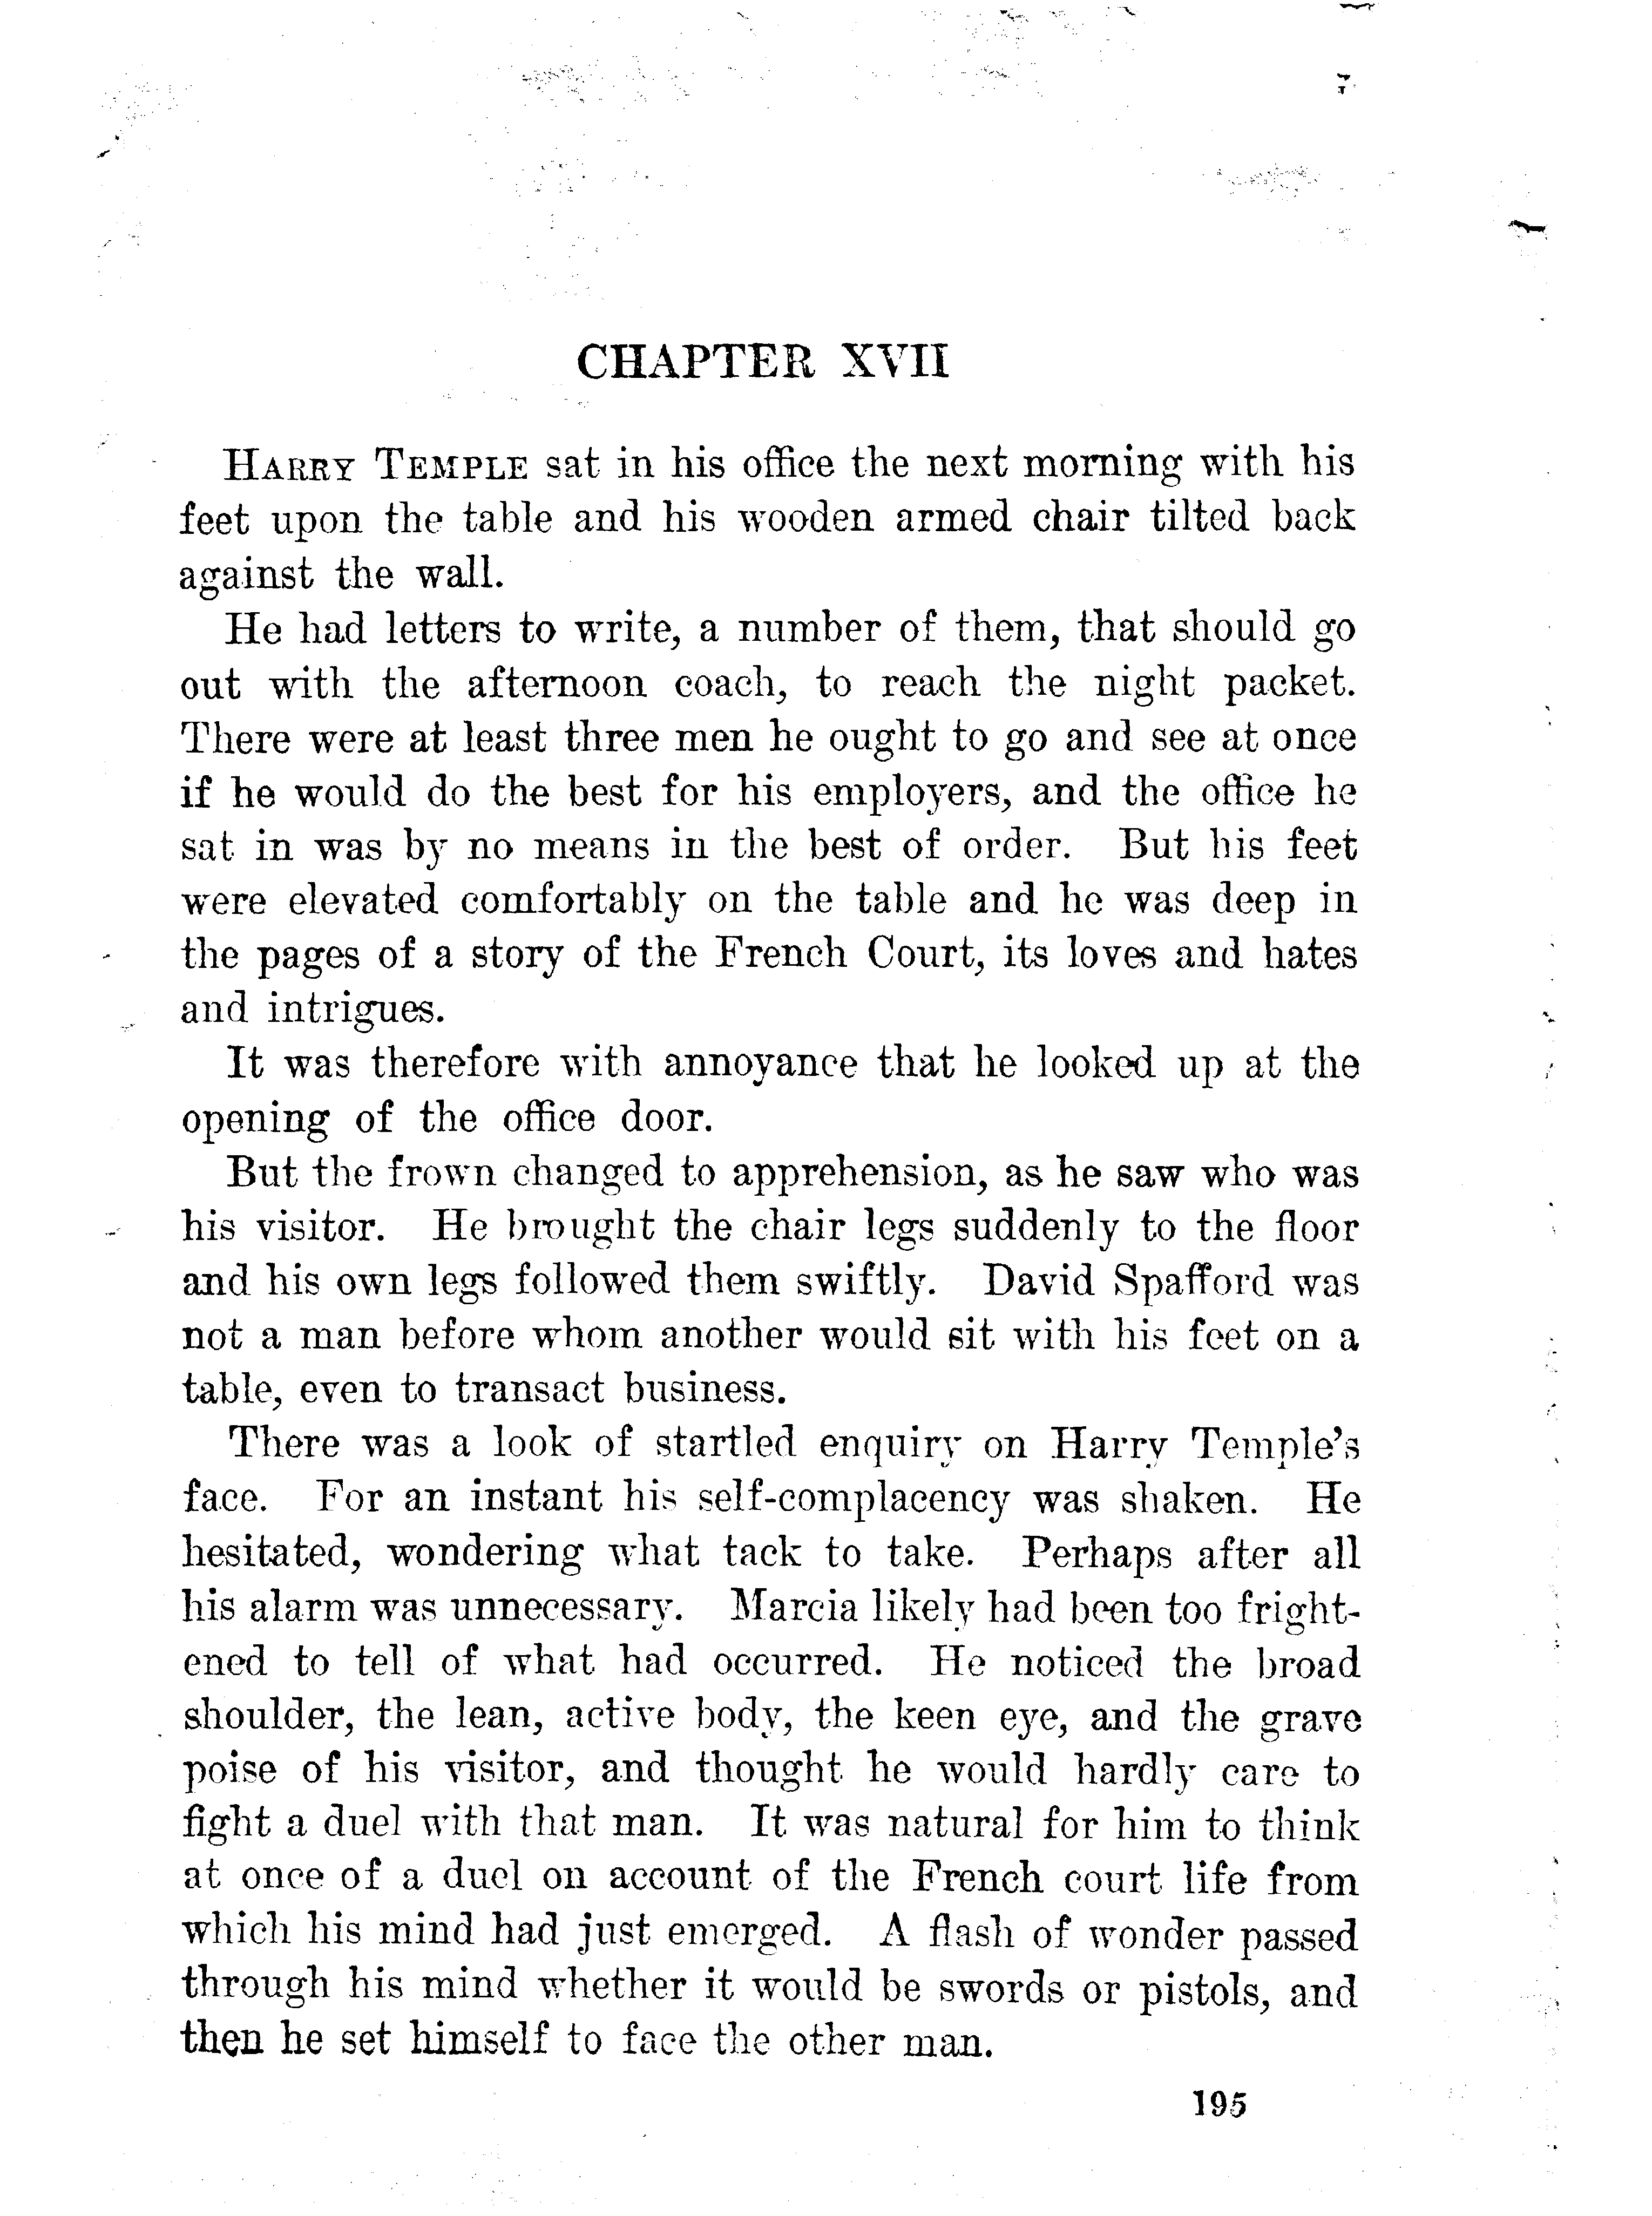 CHAPTER XVII
HARRY TEMPLE sat in his office the next morning with his
feet upon the table and his wooden armed chair tilted back
against the wall.
He had letters to write, a number of them, that should go
out with the afternoon coach, to reach the night packet.
There were at least three men he ought to go and see at once
if he would do the best for his employers, and the office he
sat in was by no means in the best of order. But his feet
were elevated comfortably on the table and he was deep in
the pages of a story of the French Court, its loves and hates
and intrigues.
It was therefore with annoyance that he looked up at the
opening of the office door.
But the frown changed to apprehension, as he saw who was
his visitor. He brought the chair legs suddenly to the floor
and his own legs followed them swiftly. David Spafford was
not a man before whom another would sit with his feet on a
table, even to transact business.
There was a look of startled enquiry on Harry Temple's
face. For an instant his self-complacency was shaken. He
hesitated, wondering what tack to take. Perhaps after all
his alarm was unnecessary. Marcia likely had been too fright-
ened to tell of what had occurred. He noticed the broad
shoulder, the lean, active body, the keen eye, and the grave
poise of his visitor, and thought he would hardly care to
fight a duel with that man. It was natural for him to think
at once of a duel on account of the French court life from
which his mind had just emerged. A flash of wonder passed
through his mind whether it would be swords or pistols, and
then he set himself to face the other man.
195